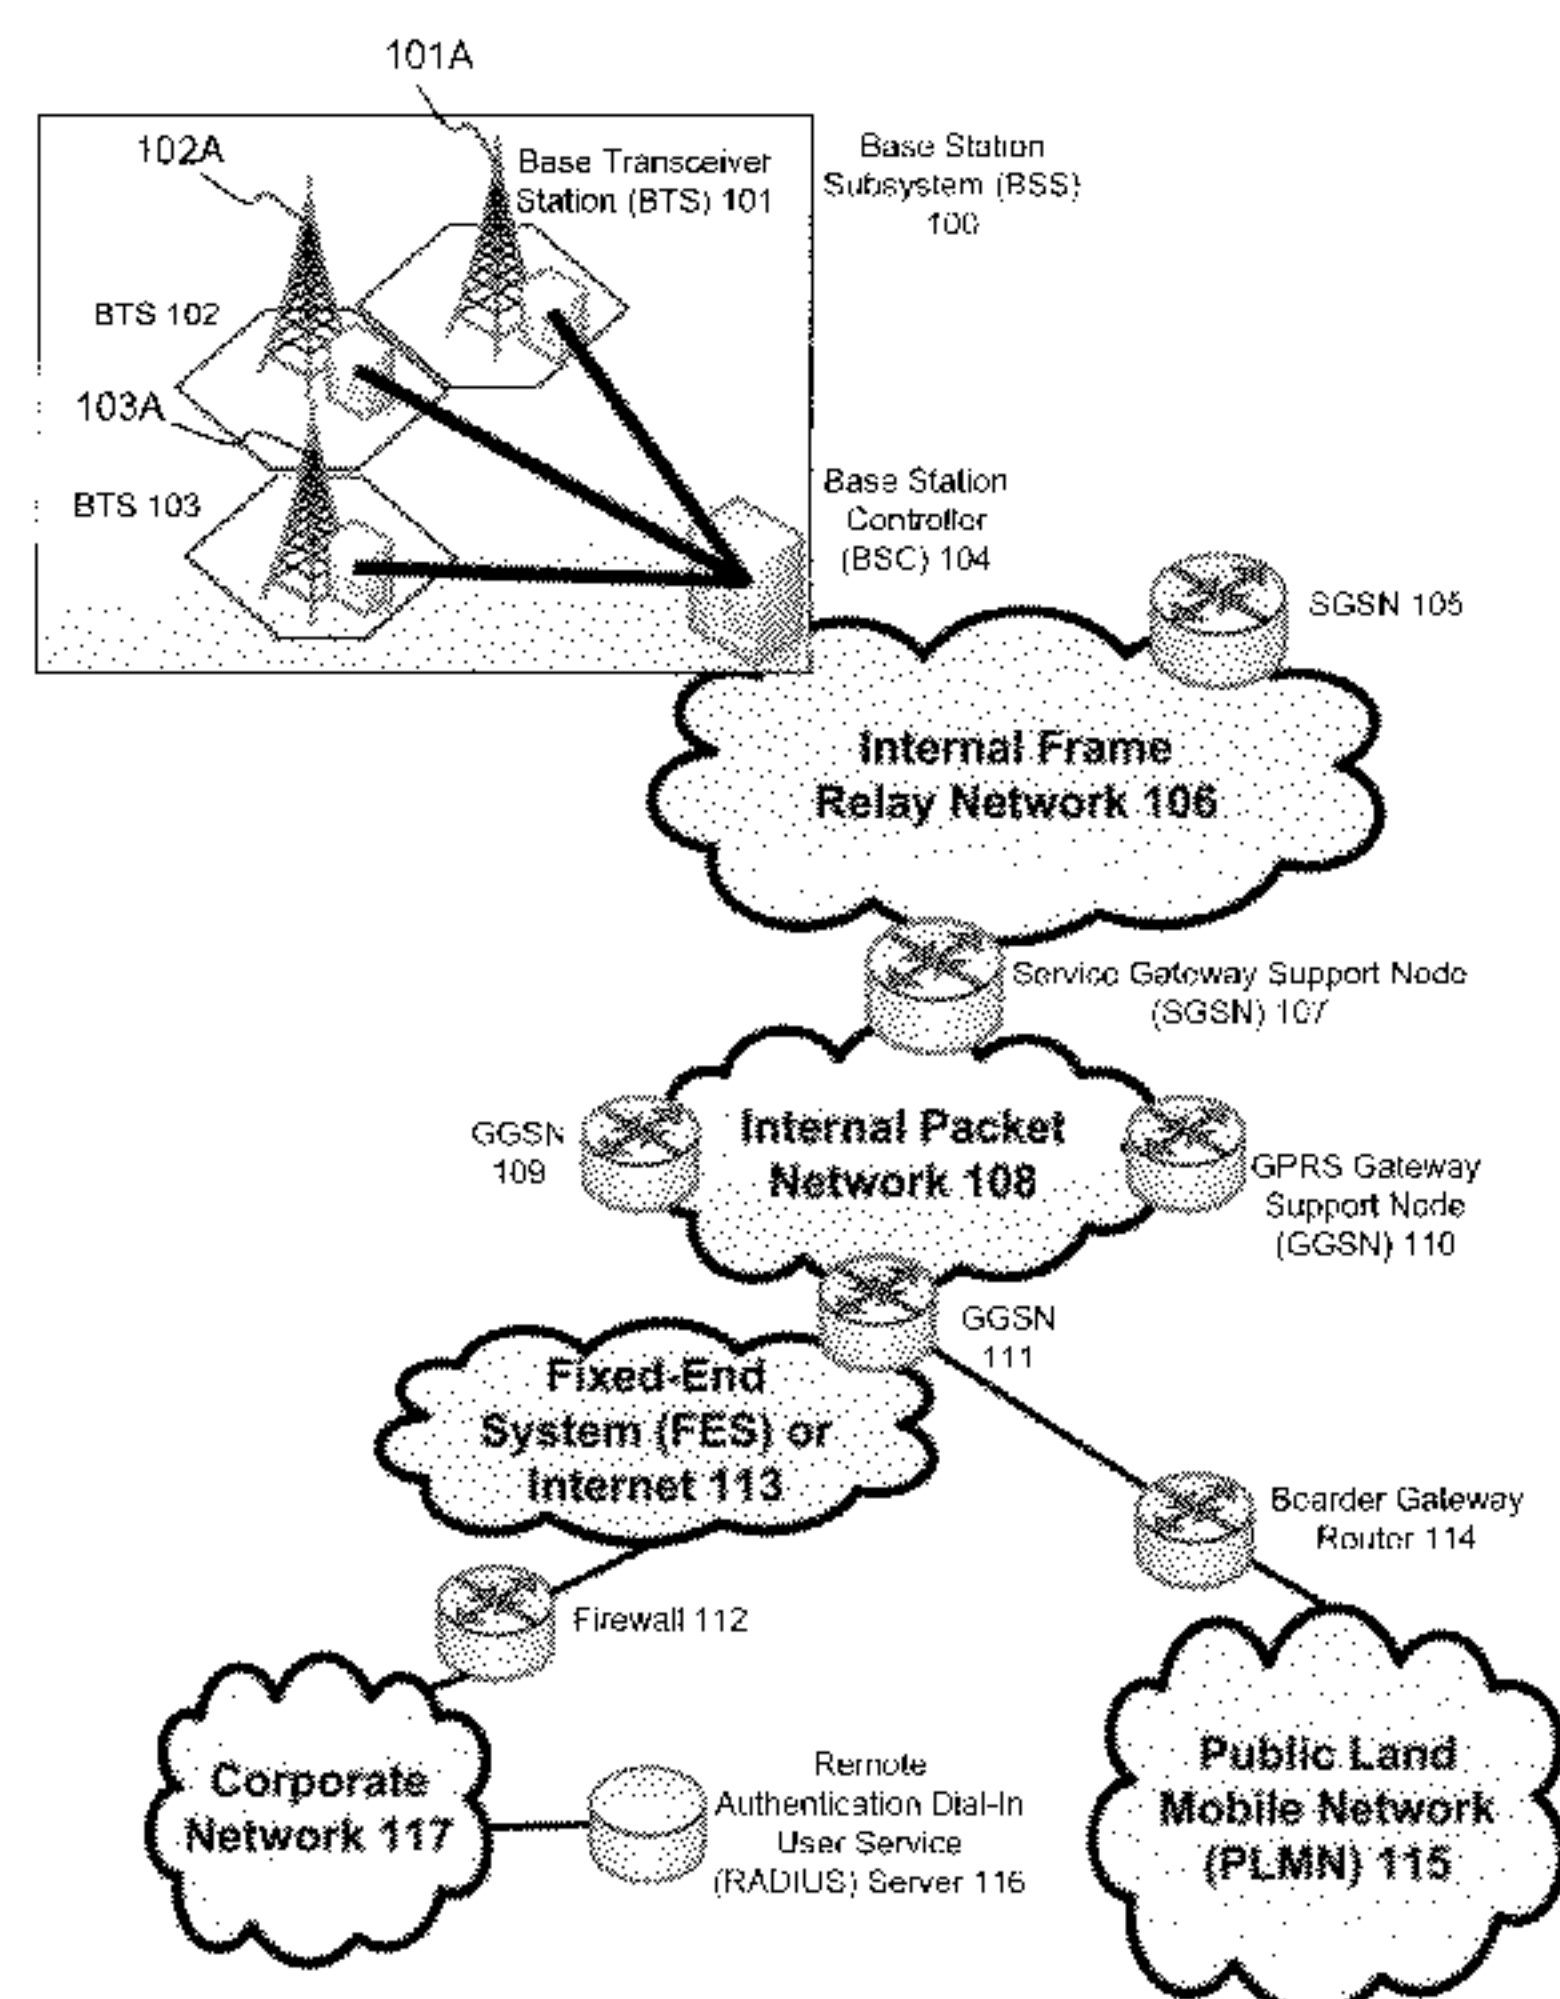 101A
102A
Base Transceiver
Station (BTS) 101
Base Station
Subsystem (BSS)
100
BTS 102
103A
BTS 103
Base Station
Controller
(BSC) 104
SGSN 105
Internal Frame
Relay Network 106
Service Gateway Support Node
(SGSN) 107
GGSN
109
Internal Packet
Network 108
GPRS Gateway
Support Node
(GGSN) 110
GGSN
111
Fixed-End
System (FES) or
Internet 113
Boarder Gateway
Router 114
Firewall 112
Corporate
Network 117
Remote
Authentication Dial-In
User Service
(RADIUS) Server 116
Public Land
Mobile Network
(PLMN) 115